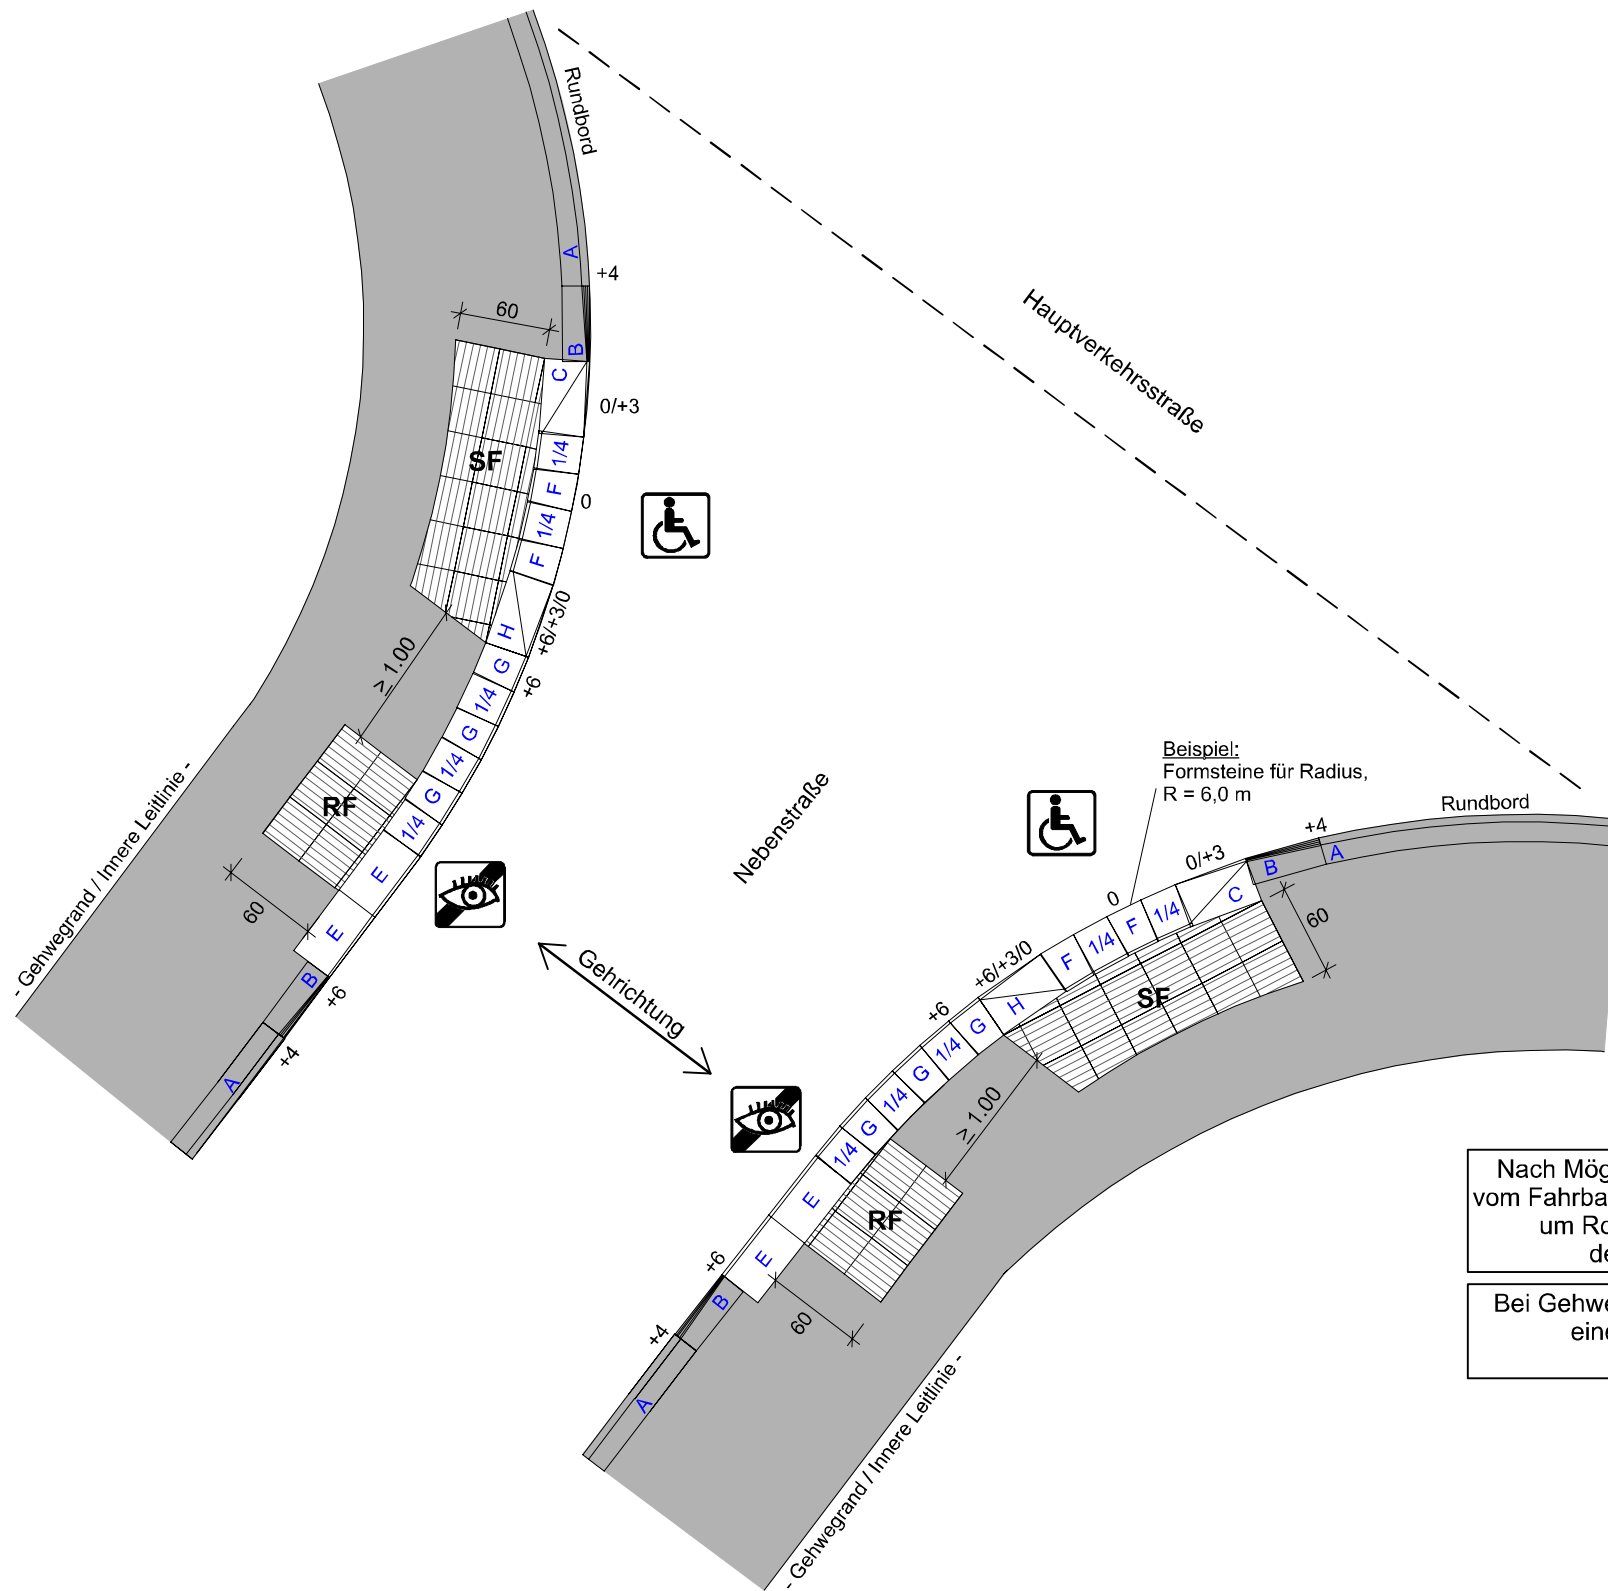 Rundbord
A
+4
60
B
C
0/+3
SF
1/4
F
0
1/4
F
+6/+3/0
H
G
+6
1/4
G
1/4
G
1/4
≥ 1.00
RF
E
E
60
B
+6
+4
A
- Gehwegrand / Innere Leitlinie -
Hauptverkehrsstraße
Nebenstraße
Gehrichtung
Beispiel:
Formsteine für Radius,
R = 6,0 m
Rundbord
+4
A
B
0/+3
C
60
0
1/4
F
1/4
F
SF
+6/+3/0
H
+6
G
1/4
G
1/4
G
1/4
≥ 1.00
RF
E
E
60
+6
B
+4
A
- Gehwegrand / Innere Leitlinie -
Nach Mög
vom Fahrba
um Ro
de
Bei Gehwe
eine